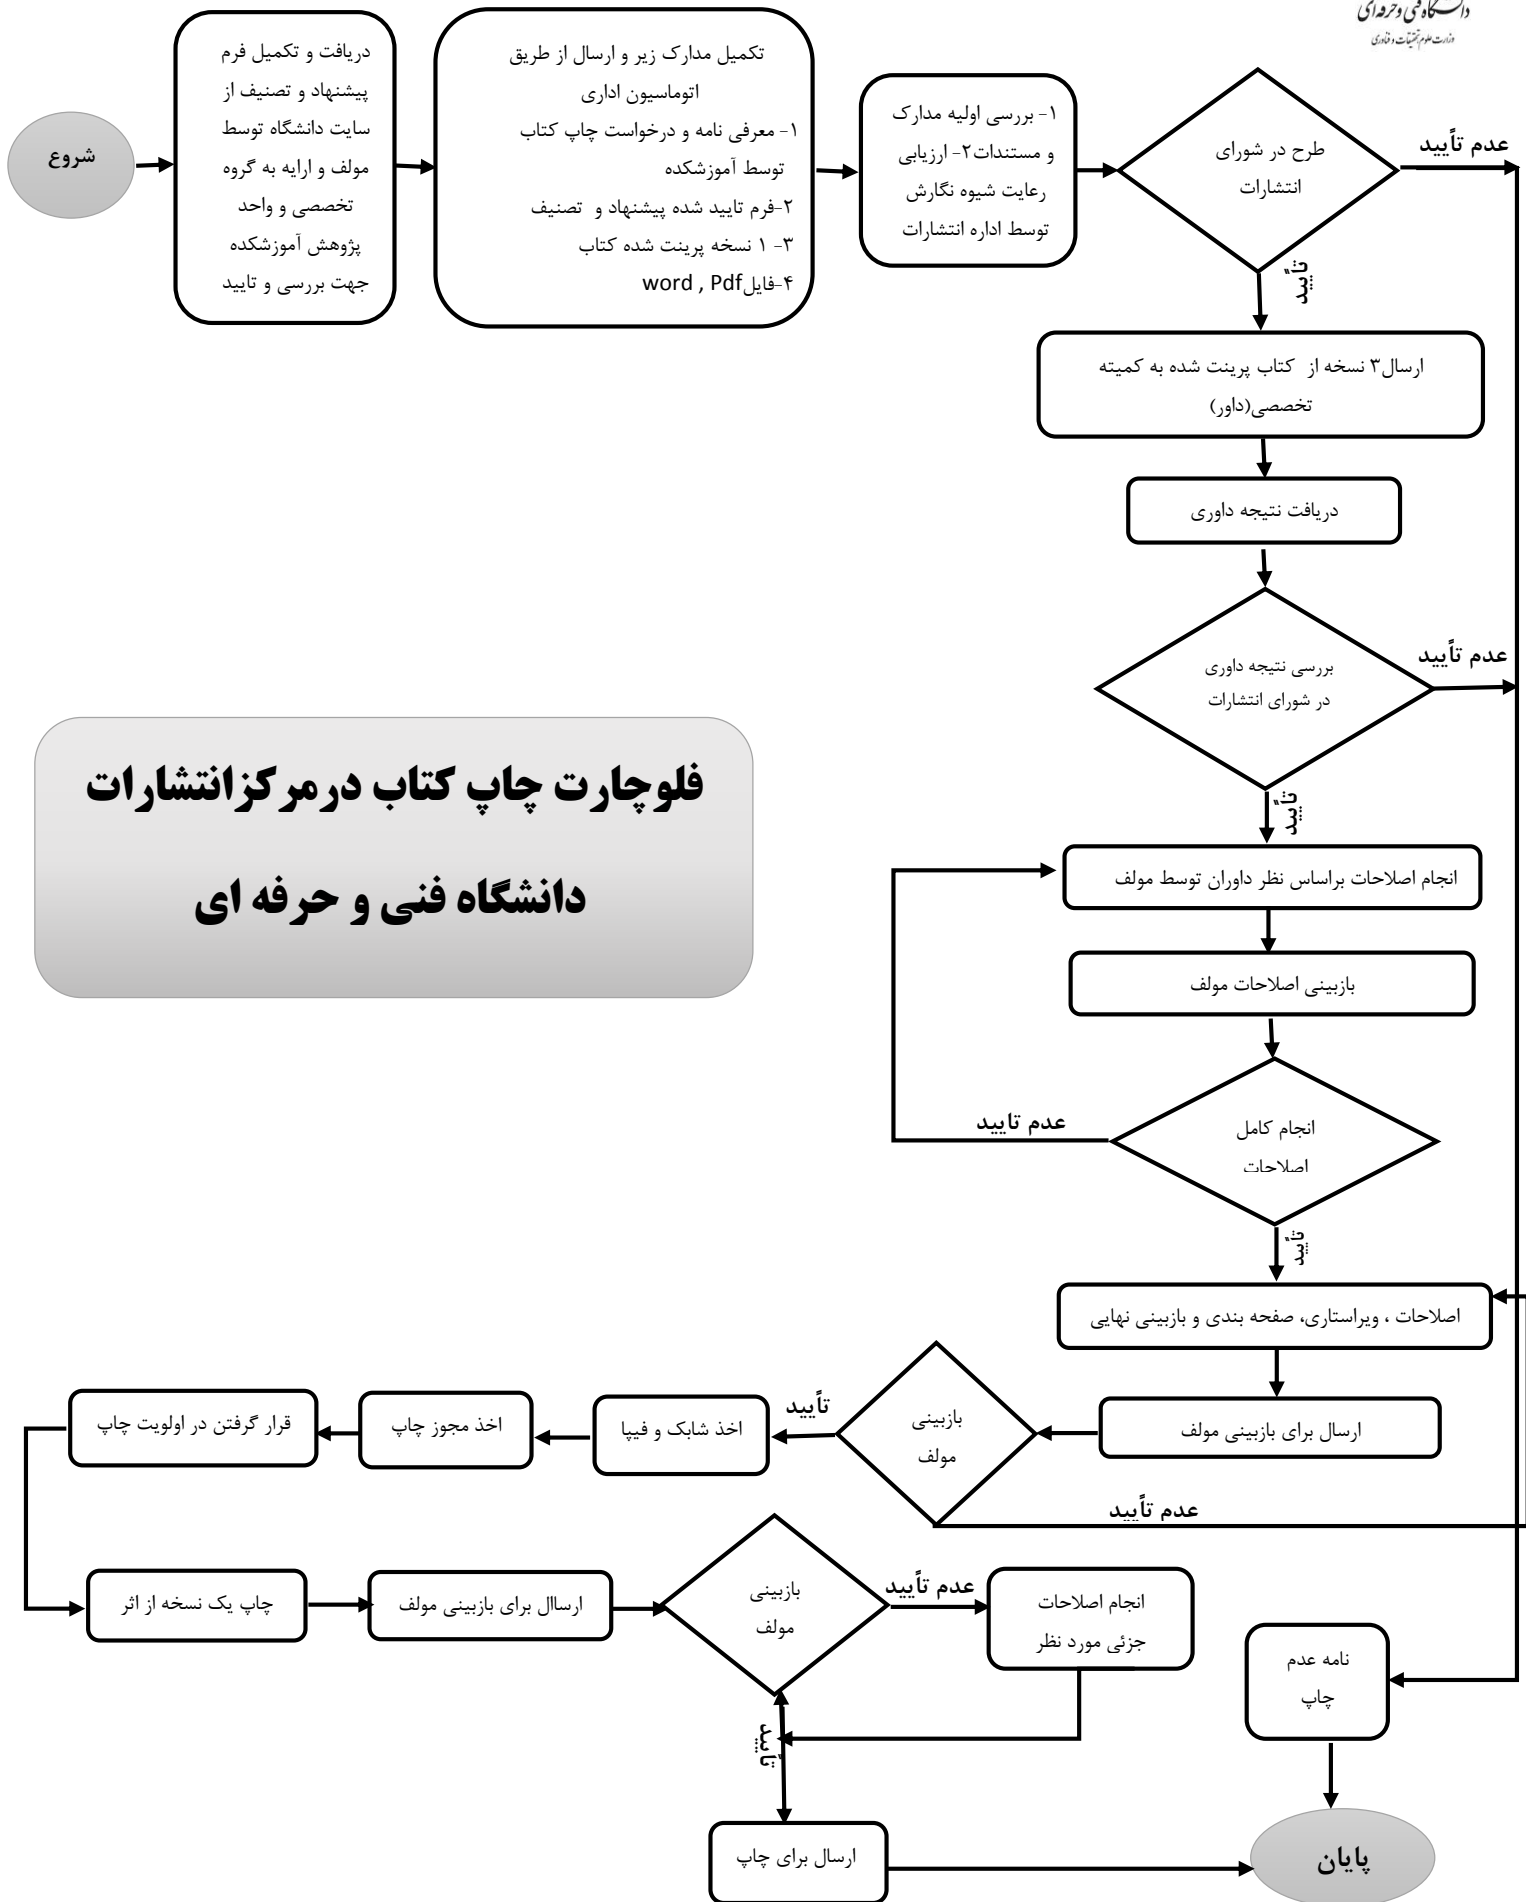 دانشگاه فنی و حرفه‌ای
وزارت علوم تحقیقات و فناوری
شروع
دریافت و تکمیل فرم
پیشنهاد و تصنیف از
سایت دانشگاه توسط
مولف و ارایه به گروه
تخصصی و واحد
پژوهش آموزشکده
جهت بررسی و تایید
تکمیل مدارک زیر و ارسال از طریق
اتوماسیون اداری
۱- معرفی نامه و درخواست چاپ کتاب
توسط آموزشکده
۲-فرم تایید شده پیشنهاد و تصنیف
۳- ۱ نسخه پرینت شده کتاب
۴-فایل word , Pdf
۱- بررسی اولیه مدارک
و مستندات۲- ارزیابی
رعایت شیوه نگارش
توسط اداره انتشارات
طرح در شورای
انتشارات
عدم تأیید
تأیید
ارسال۳ نسخه از کتاب پرینت شده به کمیته
تخصصی(داور)
دریافت نتیجه داوری
بررسی نتیجه داوری
در شورای انتشارات
عدم تأیید
تأیید
فلوچارت چاپ کتاب درمرکزانتشارات
دانشگاه فنی و حرفه ای
انجام اصلاحات براساس نظر داوران توسط مولف
بازبینی اصلاحات مولف
انجام کامل
اصلاحات
عدم تایید
تأیید
اصلاحات ، ویراستاری، صفحه بندی و بازبینی نهایی
ارسال برای بازبینی مولف
بازبینی
مولف
تأیید
عدم تأیید
اخذ شابک و فیپا
اخذ مجوز چاپ
قرار گرفتن در اولویت چاپ
چاپ یک نسخه از اثر
ارساال برای بازبینی مولف
بازبینی
مولف
عدم تأیید
انجام اصلاحات
جزئی مورد نظر
تأیید
نامه عدم
چاپ
ارسال برای چاپ
پایان